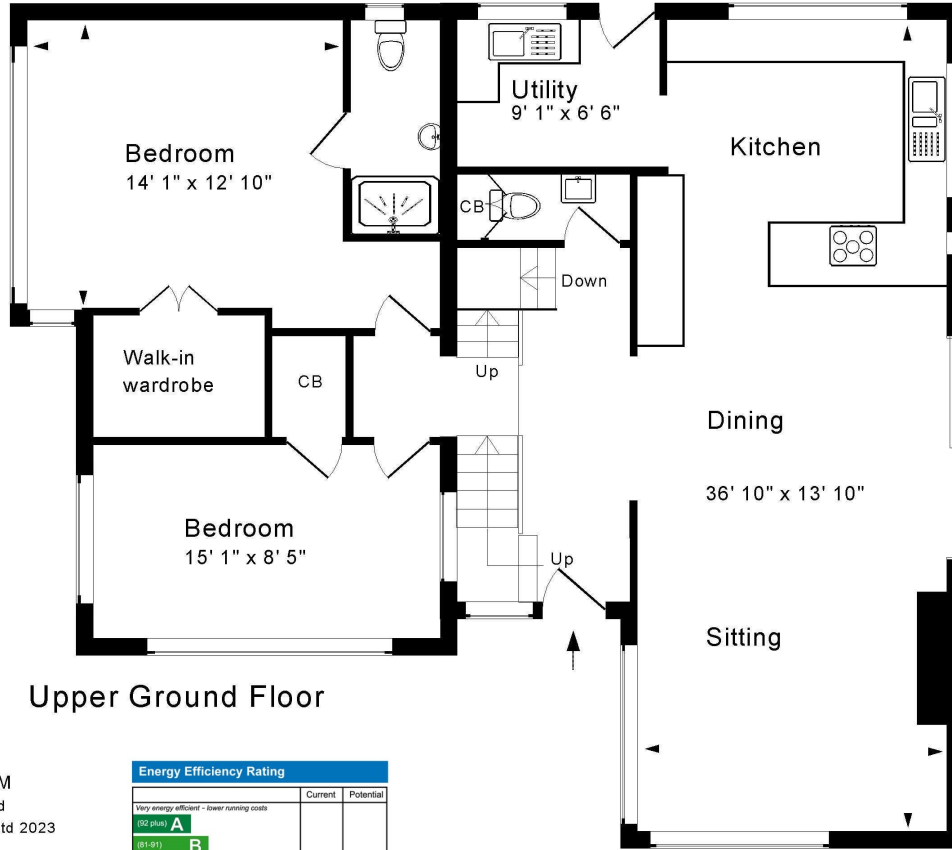 Bedroom
14' 1" x 12' 10"
Utility
9' 1" x 6' 6"
Kitchen
CB
Down
Walk-in
wardrobe
CB
Up
Dining
36' 10" x 13' 10"
Bedroom
15' 1" x 8' 5"
Up
Sitting
Upper Ground Floor
M
d
td 2023
Energy Efficiency Rating
Current Potential
Very energy efficient - lower running costs
(92 plus) A
(81-91) B